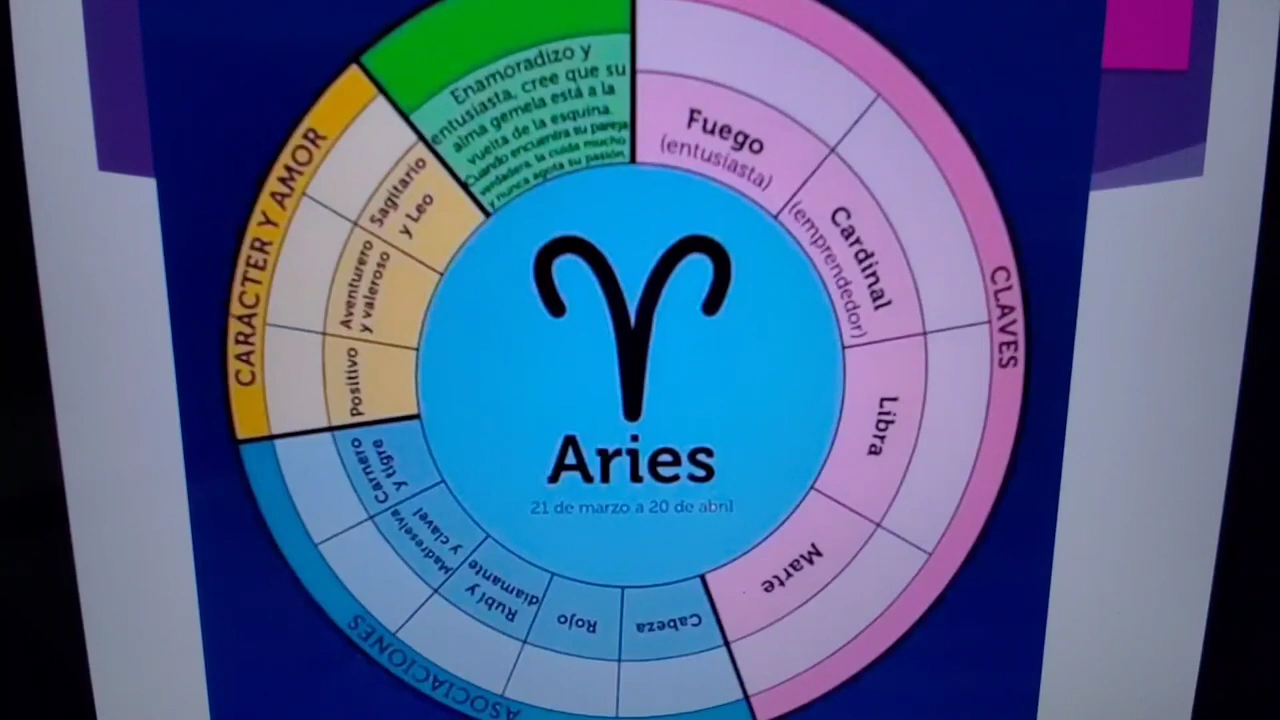 Enamoradizo y
entusiasta, cree que su
alma gemela está a la
vuelta de la esquina.
Cuando encuentra su pareja
verdadera, la cuida mucho
y nunca agota su pasión.
Fuego
(entusiasta)
Cardinal
(emprendedor)
Libra
Marte
CLAVES
Cabeza
Rojo
Rubí y
diamante
Madreselva
y clavel
Carnero
y tigre
ASOCIACIONES
Positivo
Aventurero
y valeroso
Sagitario
y Leo
CARÁCTER Y AMOR
Aries
21 de marzo a 20 de abril